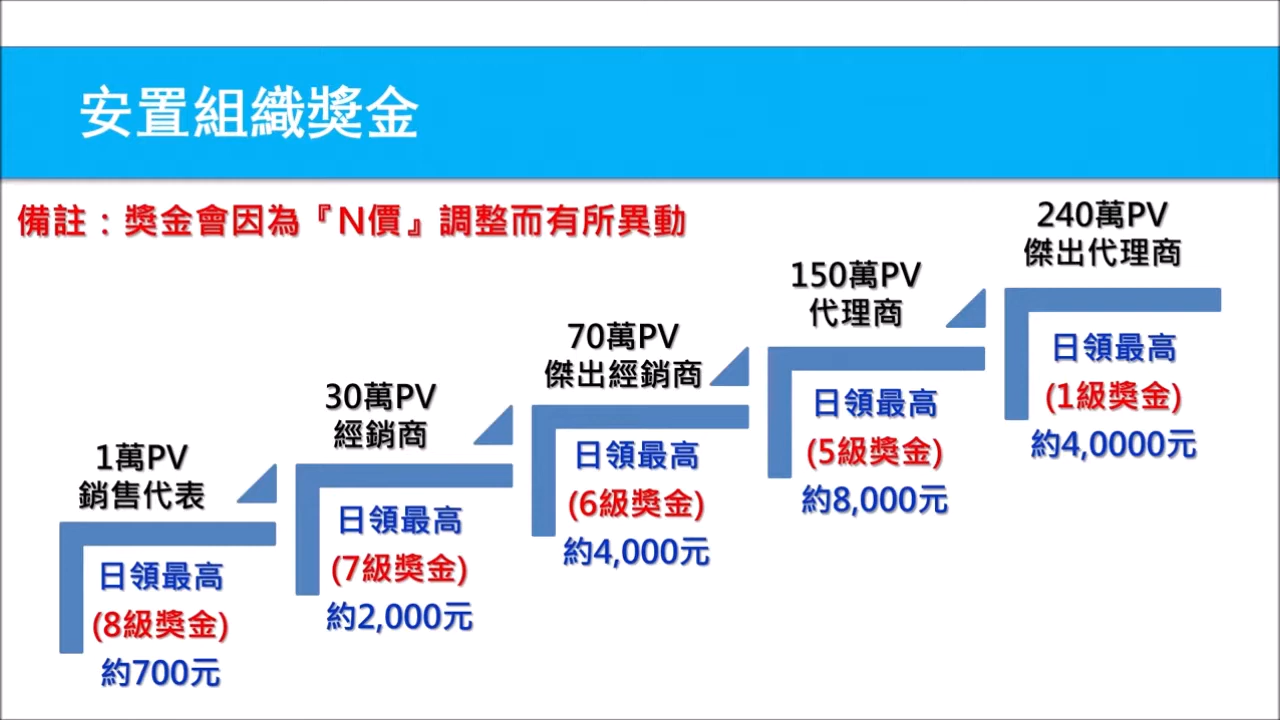 安置組織獎金
備註：獎金會因為『N價』調整而有所異動
1萬PV
銷售代表
日領最高
(8級獎金)
約700元
30萬PV
經銷商
日領最高
(7級獎金)
約2,000元
70萬PV
傑出經銷商
日領最高
(6級獎金)
約4,000元
150萬PV
代理商
日領最高
(5級獎金)
約8,000元
240萬PV
傑出代理商
日領最高
(1級獎金)
約4,0000元